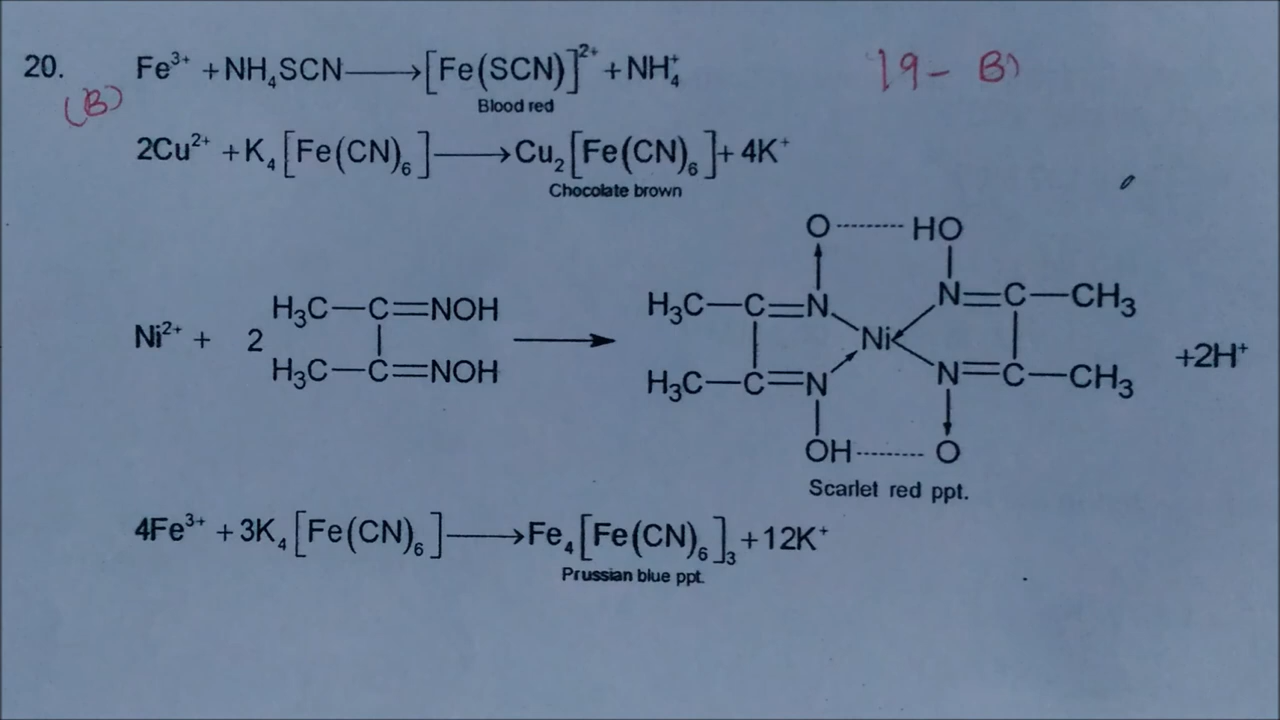 20. Fe³⁺ + NH₄SCN ⟶ [Fe(SCN)]²⁺ + NH₄⁺ 19 - B)
(B) Blood red
2Cu²⁺ + K₄[Fe(CN)₆] ⟶ Cu₂[Fe(CN)₆] + 4K⁺
Chocolate brown
O -------- HO
H₃C—C=NOH H₃C—C=N N=C—CH₃
Ni²⁺ + 2 ⟶ Ni +2H⁺
H₃C—C=NOH H₃C—C=N N=C—CH₃
OH -------- O
Scarlet red ppt.
4Fe³⁺ + 3K₄[Fe(CN)₆] ⟶ Fe₄[Fe(CN)₆]₃ + 12K⁺
Prussian blue ppt.